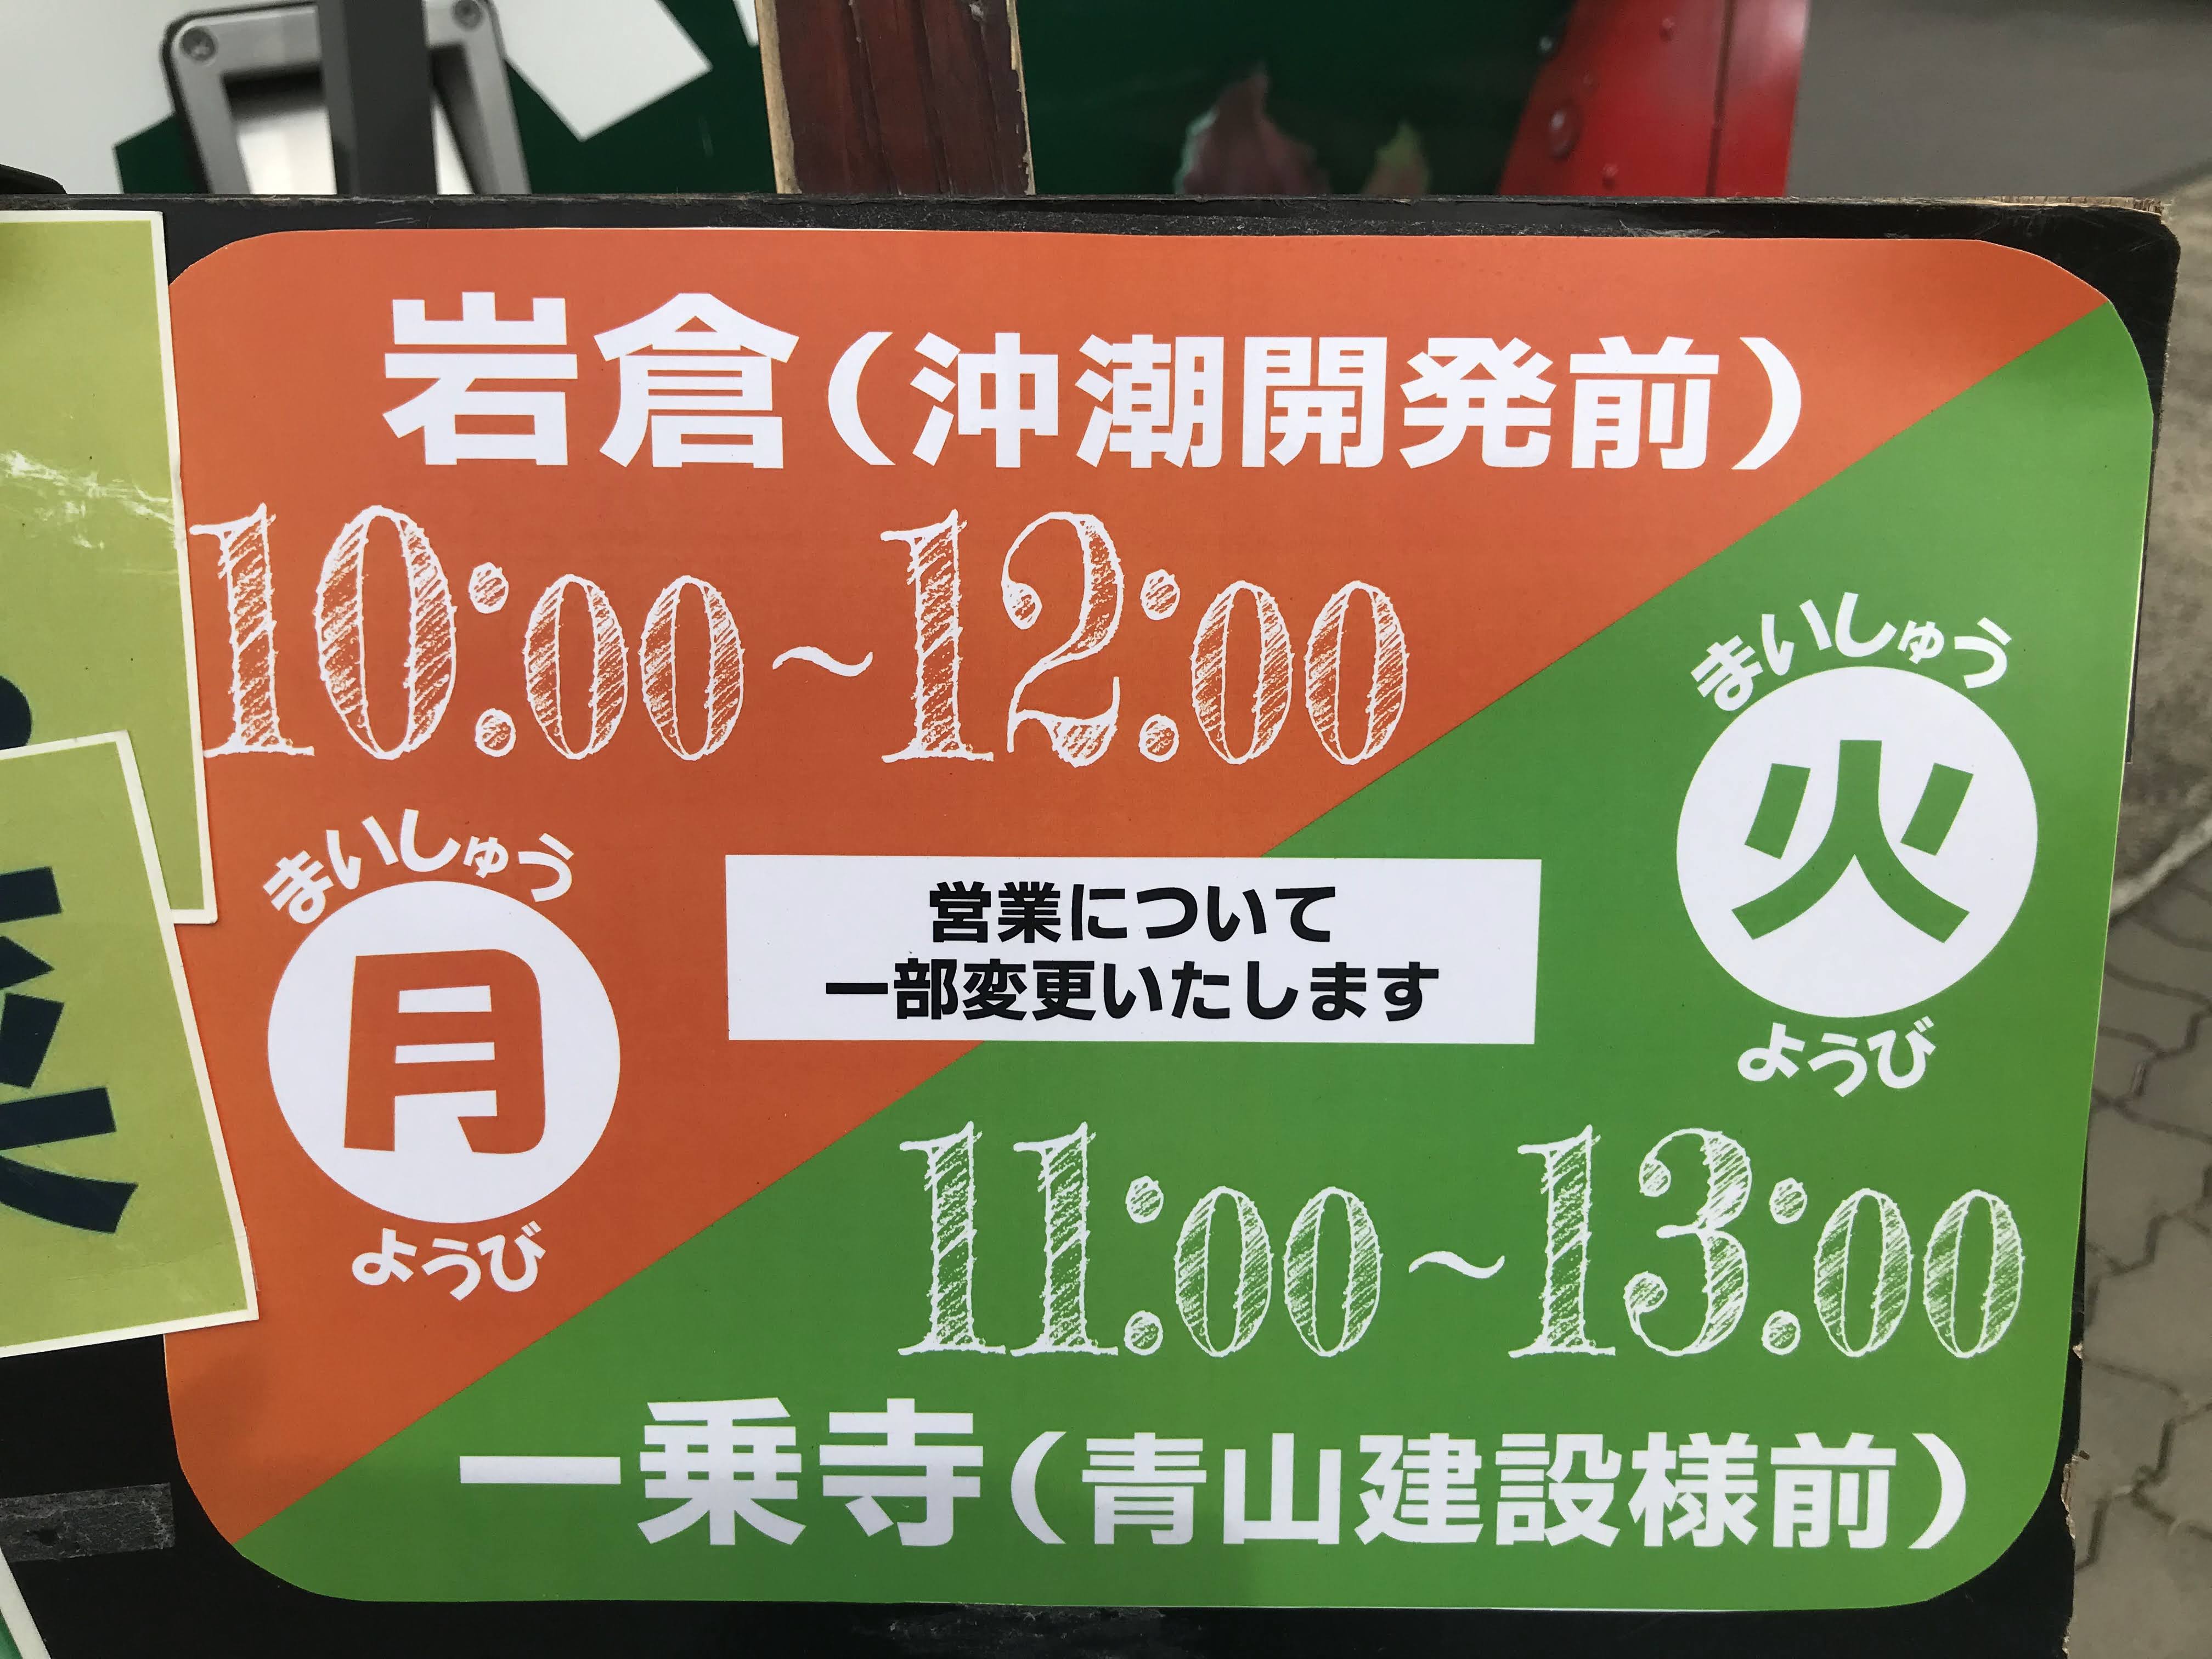 岩倉(沖潮開発前)
10:00~12:00
まいしゅう
月
ようび
営業について
一部変更いたします
まいしゅう
火
ようび
11:00~13:00
一乗寺(青山建設様前)